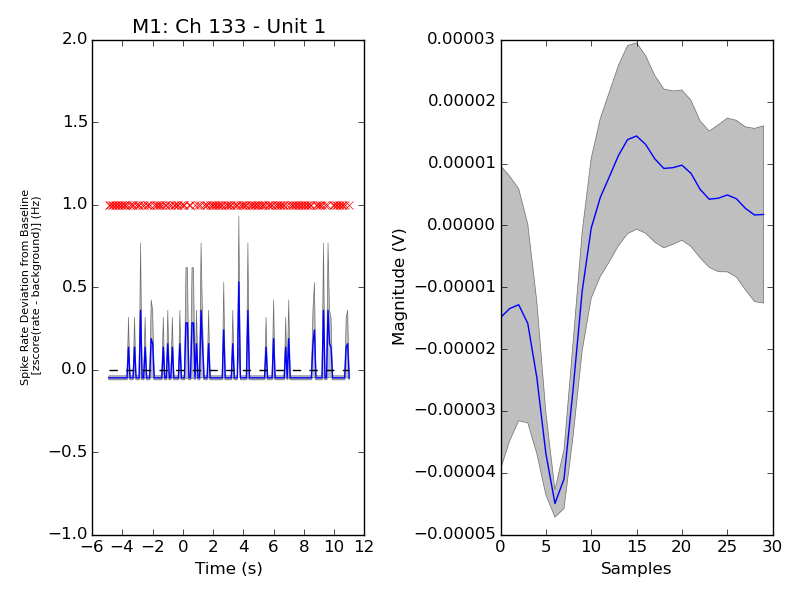 M1: Ch 133 - Unit 1
2.0
1.5
1.0
0.5
0.0
−0.5
−1.0
−6 −4 −2 0 2 4 6 8 10 12
Time (s)
Spike Rate Deviation from Baseline
[zscore(rate - background)] (Hz)
0.00003
0.00002
0.00001
0.00000
−0.00001
−0.00002
−0.00003
−0.00004
−0.00005
0 5 10 15 20 25 30
Samples
Magnitude (V)